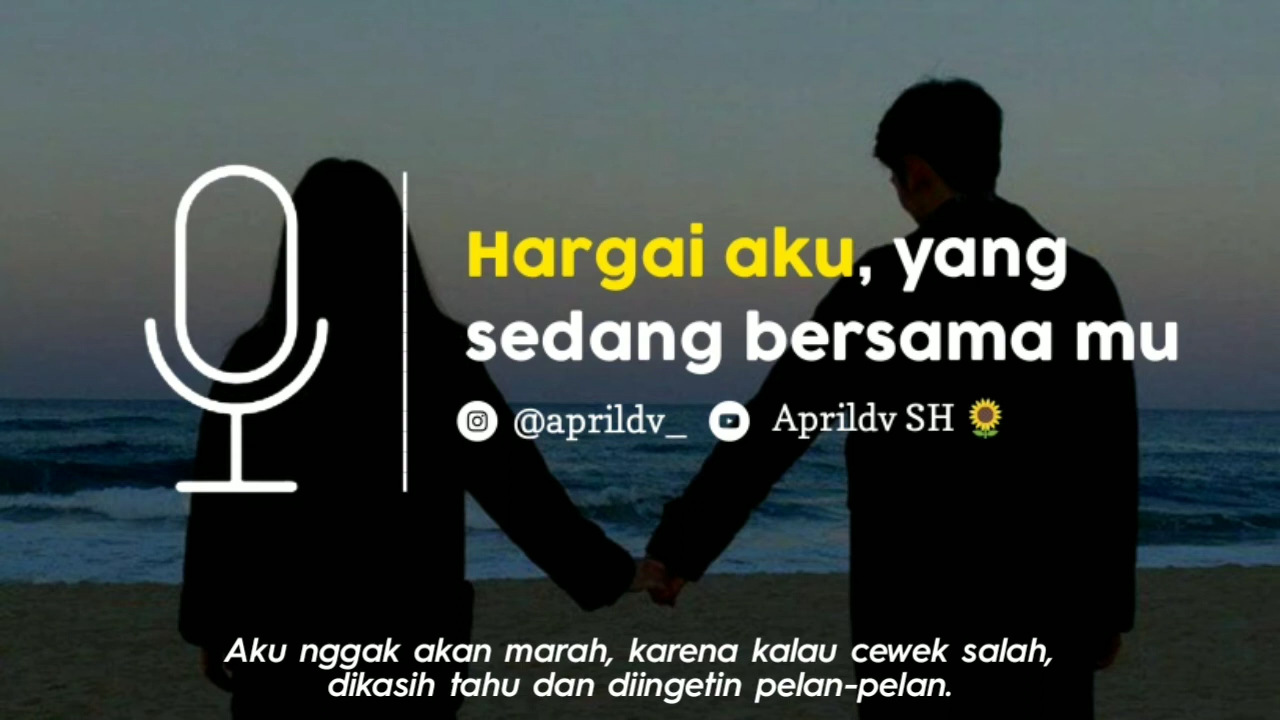 Hargai aku, yang
sedang bersama mu
@aprildv_ Aprildv SH 🌻
Aku nggak akan marah, karena kalau cewek salah,
dikasih tahu dan diingetin pelan-pelan.